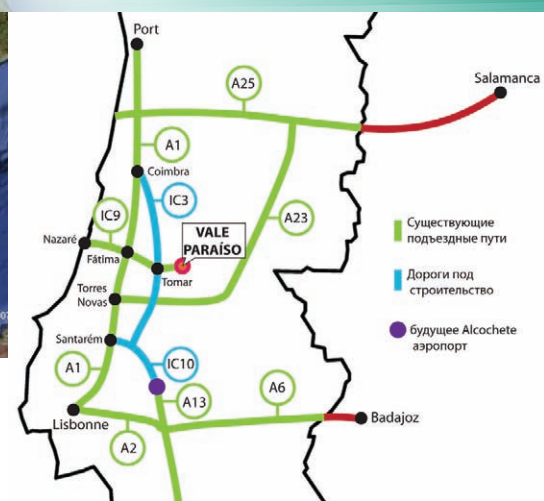 Port
A25
Salamanca
A1
Coimbra
IC3
IC9
A23
VALE
PARAÍSO
Существующие
подъездные пути
Nazaré
Fátima
Tomar
Дороги под
строительство
Torres
Novas
Santarém
будущее Alcochete
аэропорт
IC10
A1
A13
A6
Lisbonne
Badajoz
A2